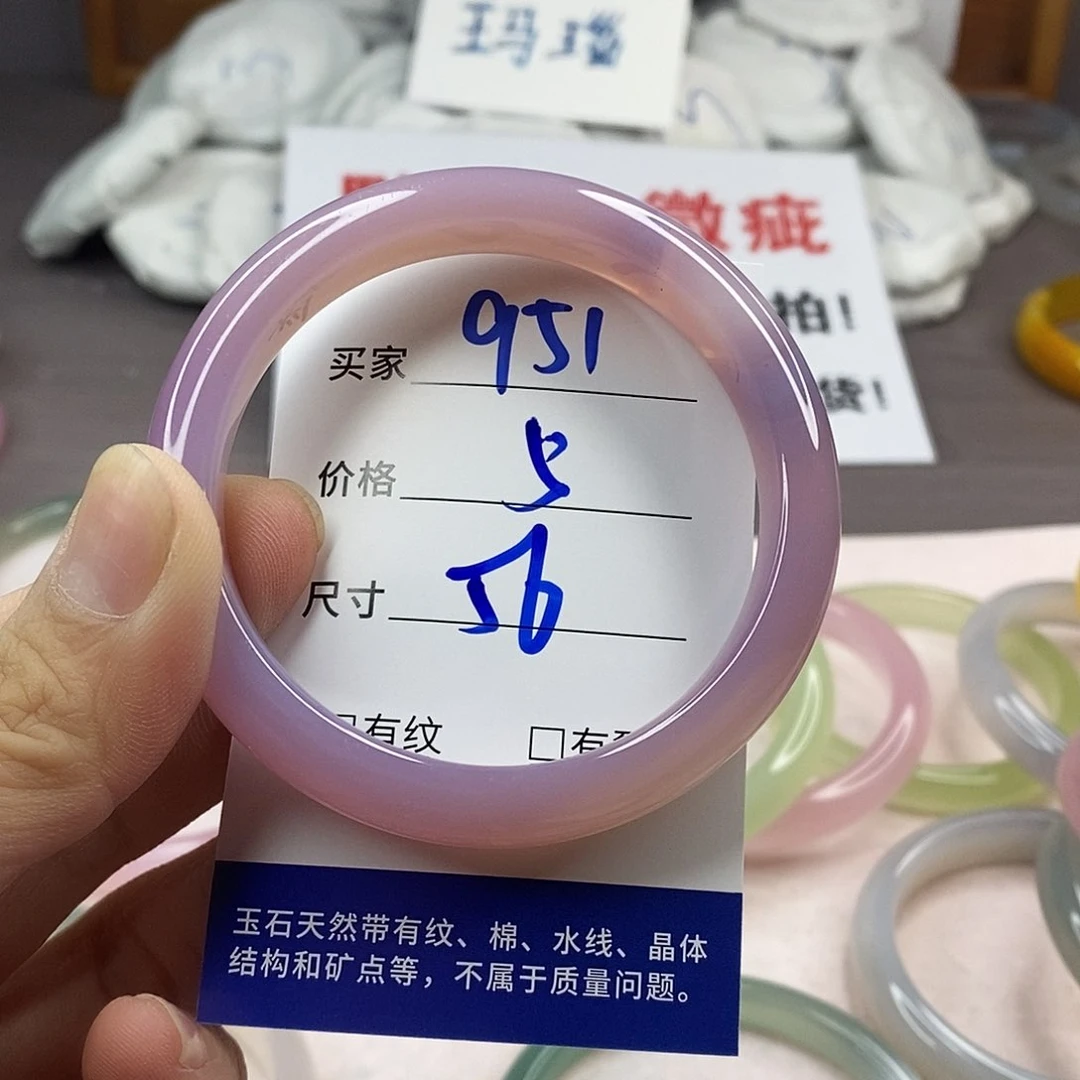 玛瑙
微疵
拍！
货！
买家 951
价格 5
尺寸 56
有纹 □有
玉石天然带有纹、棉、水线、晶体
结构和矿点等，不属于质量问题。